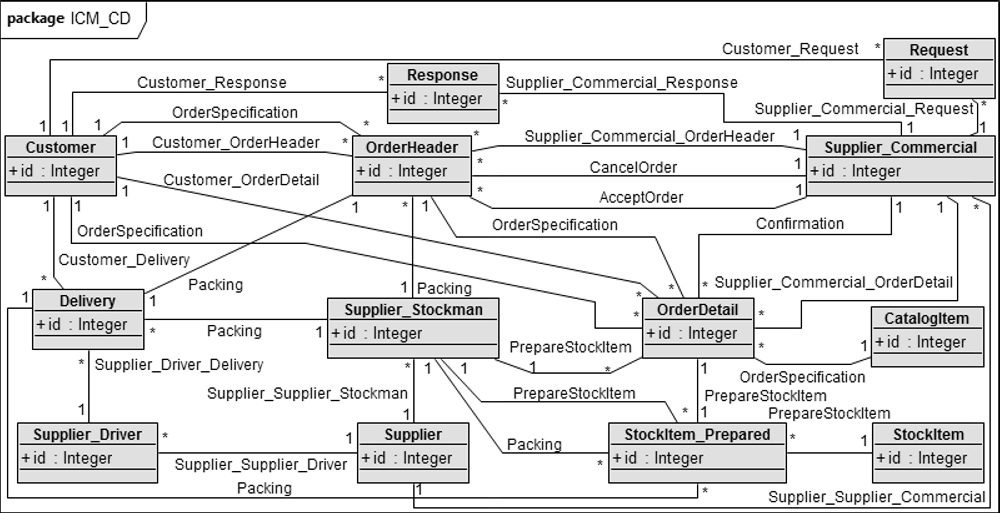 package ICM_CD
Customer_Request *
Request
+ id : Integer
Response
+ id : Integer
Customer_Response *
Supplier_Commercial_Response
*
OrderSpecification
*
Supplier_Commercial_Request *
1 1 1
1 1
Customer
+ id : Integer
1 Customer_OrderHeader *
OrderHeader
+ id : Integer
* Supplier_Commercial_OrderHeader 1
* CancelOrder 1
* AcceptOrder 1
Supplier_Commercial
+ id : Integer
Customer_OrderDetail
1
1 1
1 * 1
1 1 *
OrderSpecification
OrderSpecification
Confirmation
Customer_Delivery
*
Packing
1 Packing
* * Supplier_Commercial_OrderDetail
*
1
Delivery
+ id : Integer
1
* Packing 1
Supplier_Stockman
+ id : Integer
*
OrderDetail
+ id : Integer
*
CatalogItem
+ id : Integer
PrepareStockItem
1 *
* 1
OrderSpecification
* Supplier_Driver_Delivery
1
* 1 1
1
Supplier_Supplier_Stockman
1
PrepareStockItem
*
PrepareStockItem
1
PrepareStockItem
Supplier_Driver
+ id : Integer
* 1
Supplier_Supplier_Driver
Supplier
+ id : Integer
Packing
*
StockItem_Prepared
+ id : Integer
* 1
StockItem
+ id : Integer
Packing
1
*
Supplier_Supplier_Commercial